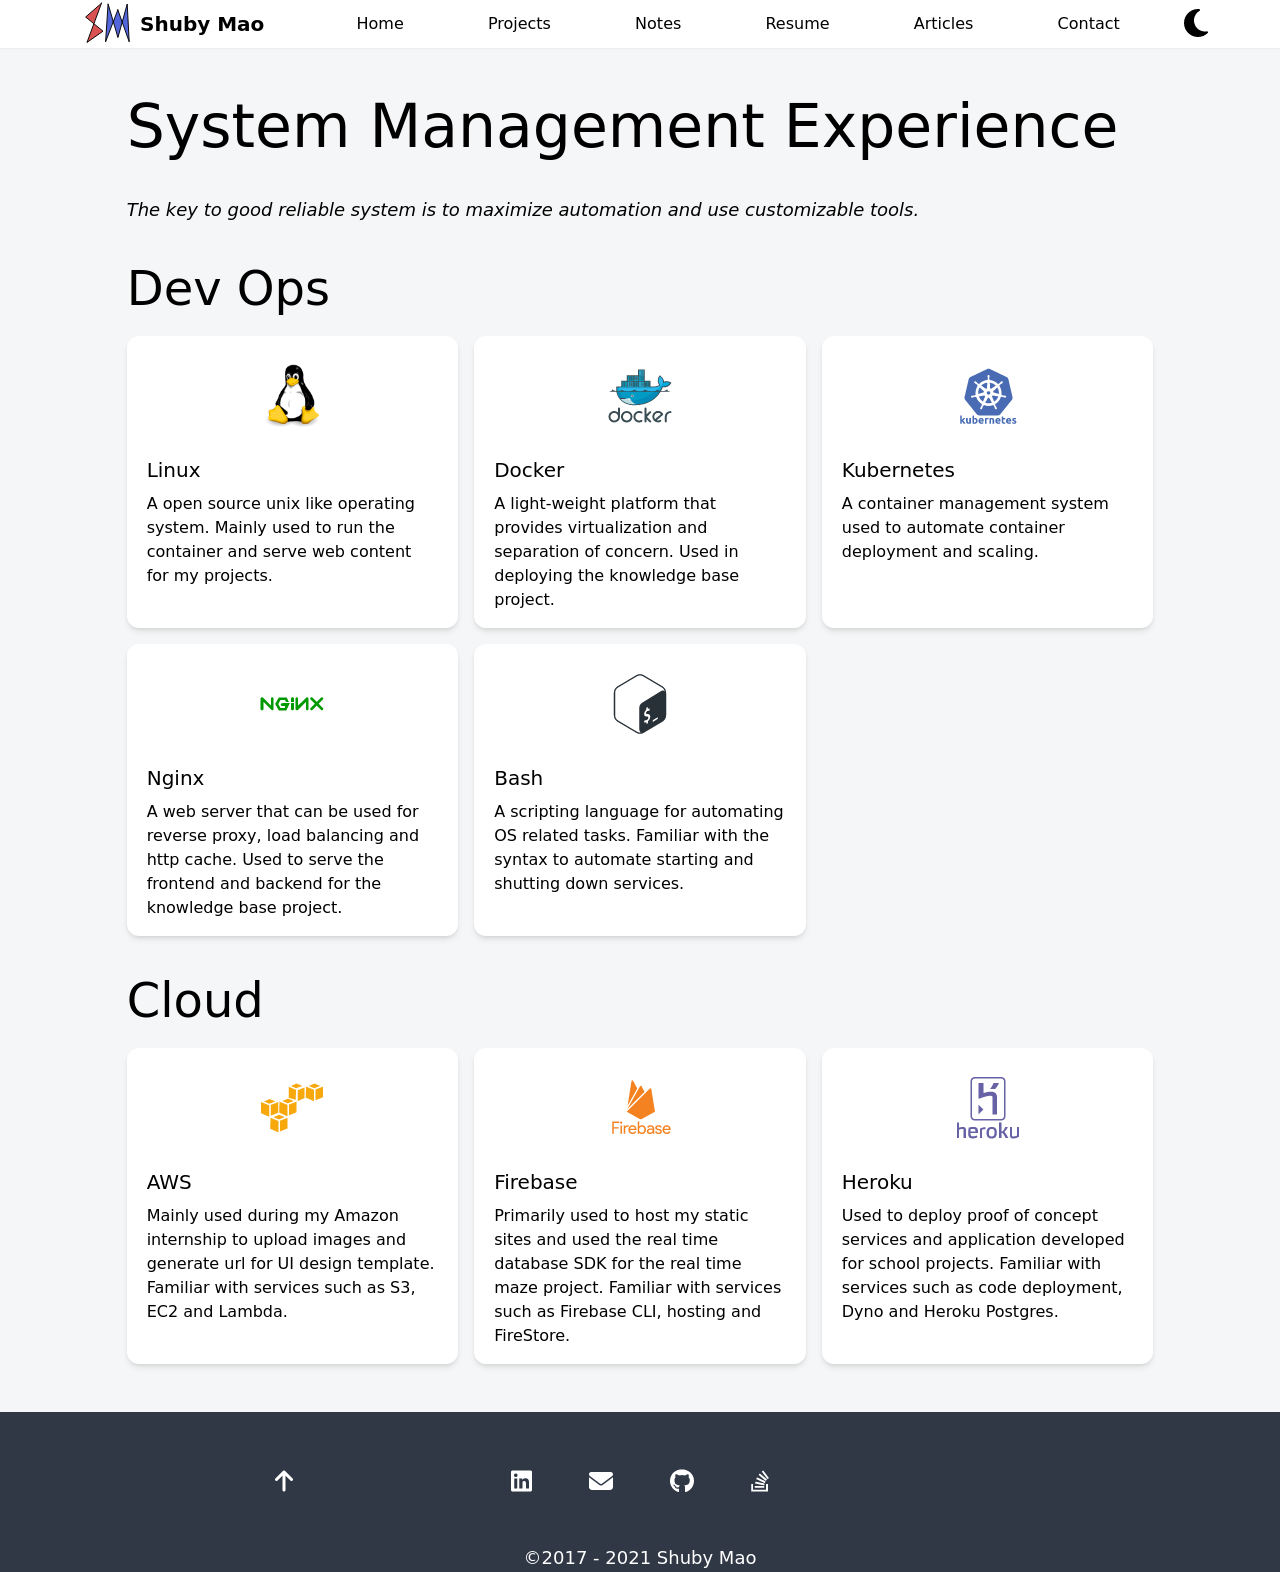 Shuby Mao Home Projects Notes Resume Articles Contact
System Management Experience
The key to good reliable system is to maximize automation and use customizable tools.
Dev Ops
Linux
A open source unix like operating
system. Mainly used to run the
container and serve web content
for my projects.
docker
Docker
A light-weight platform that
provides virtualization and
separation of concern. Used in
deploying the knowledge base
project.
kubernetes
Kubernetes
A container management system
used to automate container
deployment and scaling.
NGINX
Nginx
A web server that can be used for
reverse proxy, load balancing and
http cache. Used to serve the
frontend and backend for the
knowledge base project.
$_
Bash
A scripting language for automating
OS related tasks. Familiar with the
syntax to automate starting and
shutting down services.
Cloud
AWS
Mainly used during my Amazon
internship to upload images and
generate url for UI design template.
Familiar with services such as S3,
EC2 and Lambda.
Firebase
Firebase
Primarily used to host my static
sites and used the real time
database SDK for the real time
maze project. Familiar with services
such as Firebase CLI, hosting and
FireStore.
heroku
Heroku
Used to deploy proof of concept
services and application developed
for school projects. Familiar with
services such as code deployment,
Dyno and Heroku Postgres.
in
©2017 - 2021 Shuby Mao